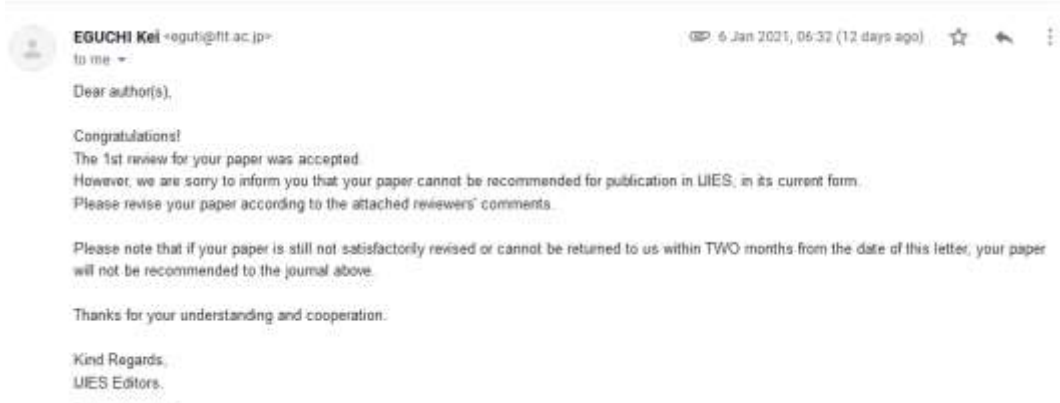 EGUCHI Kei <eguti@fit.ac.jp>
6 Jan 2021, 06:32 (12 days ago)
to me
Dear author(s),
Congratulations!
The 1st review for your paper was accepted.
However, we are sorry to inform you that your paper cannot be recommended for publication in IJIES, in its current form.
Please revise your paper according to the attached reviewers' comments.
Please note that if your paper is still not satisfactorily revised or cannot be returned to us within TWO months from the date of this letter, your paper
will not be recommended to the journal above.
Thanks for your understanding and cooperation.
Kind Regards,
IJIES Editors.